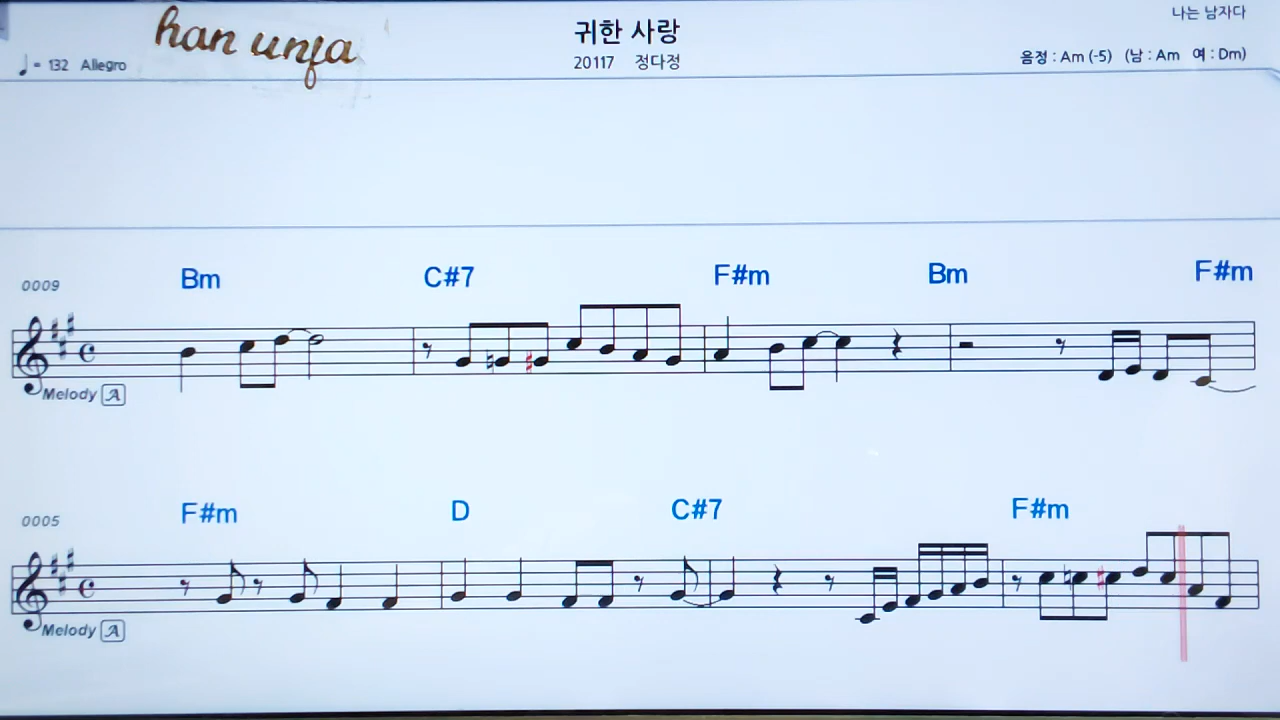 han unja
귀한 사랑
나는 남자다
♩= 132 Allegro
20117 정다정
음정 : Am (-5) (남 : Am 여 : Dm)
0009
Bm C#7 F#m Bm F#m
Melody A
0005
F#m D C#7 F#m
Melody A